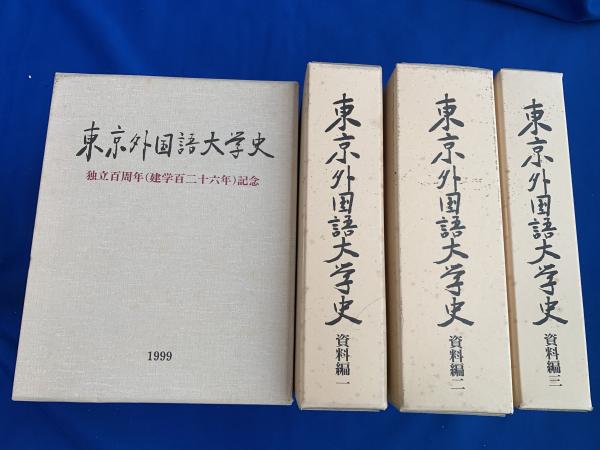 東京外国語大学史
独立百周年(建学百二十六年)記念
1999
東京外国語大学史 資料編一
東京外国語大学史 資料編二
東京外国語大学史 資料編三